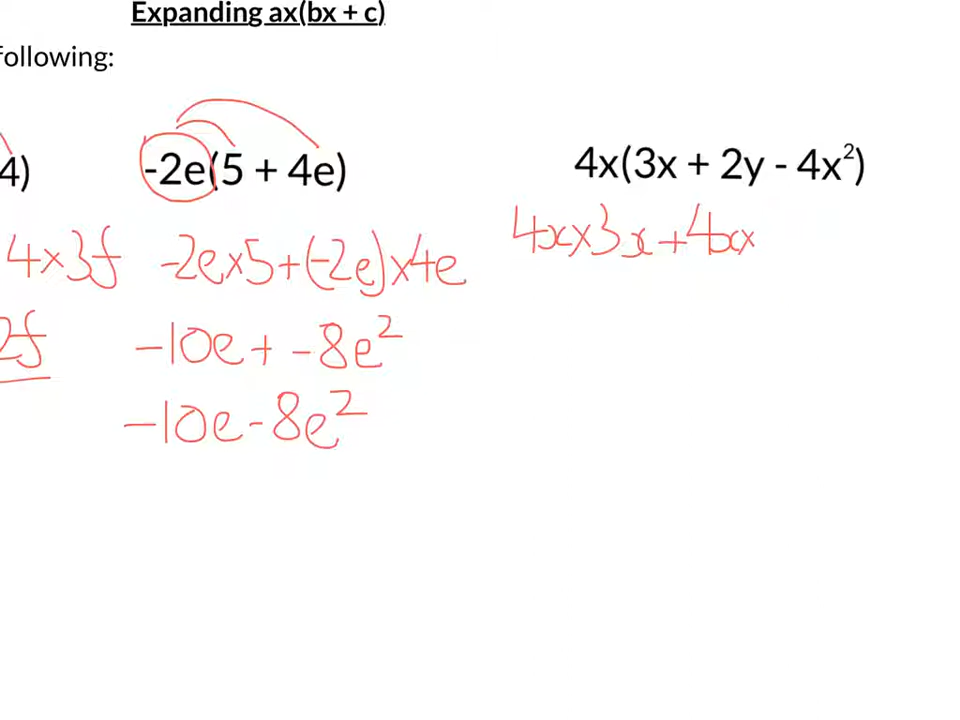 Expanding ax(bx + c)
following:
4)
-2e(5 + 4e)
4x(3x + 2y - 4x²)
4×3f
-2e×5+(-2e)×4e
4x×3x+4x×
2f
-10e+ -8e²
-10e-8e²